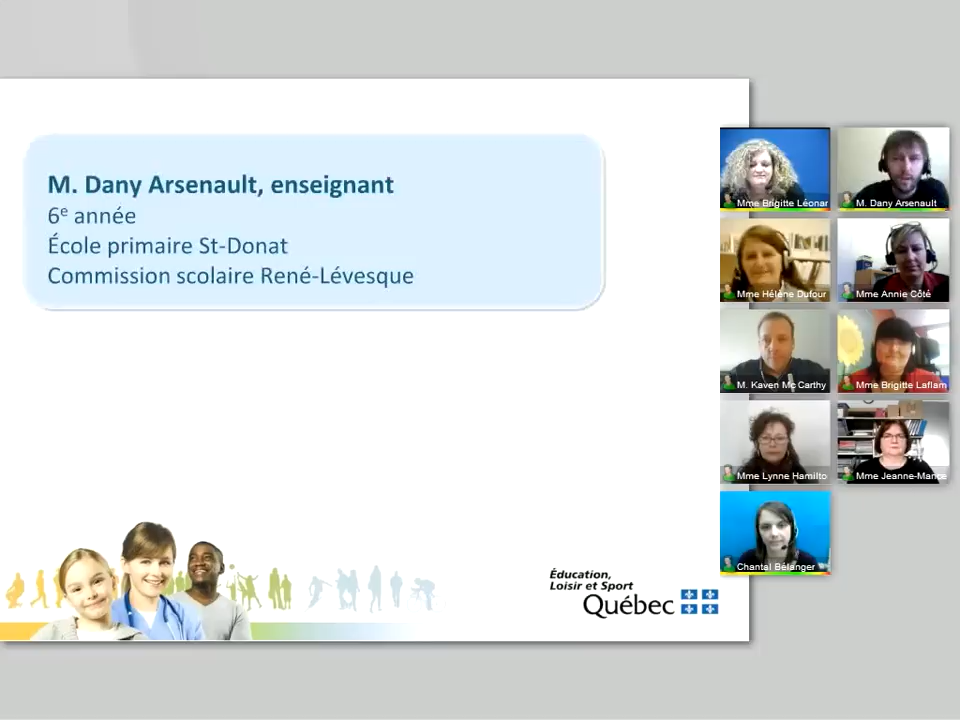 M. Dany Arsenault, enseignant
6e année
École primaire St-Donat
Commission scolaire René-Lévesque
Mme Brigitte Léonar
M. Dany Arsenault
Mme Hélène Dufour
Mme Annie Côté
M. Kaven Mc Carthy
Mme Brigitte Laflam
Mme Lynne Hamilto
Mme Jeanne-Mance
Chantal Bélanger
Éducation,
Loisir et Sport
Québec